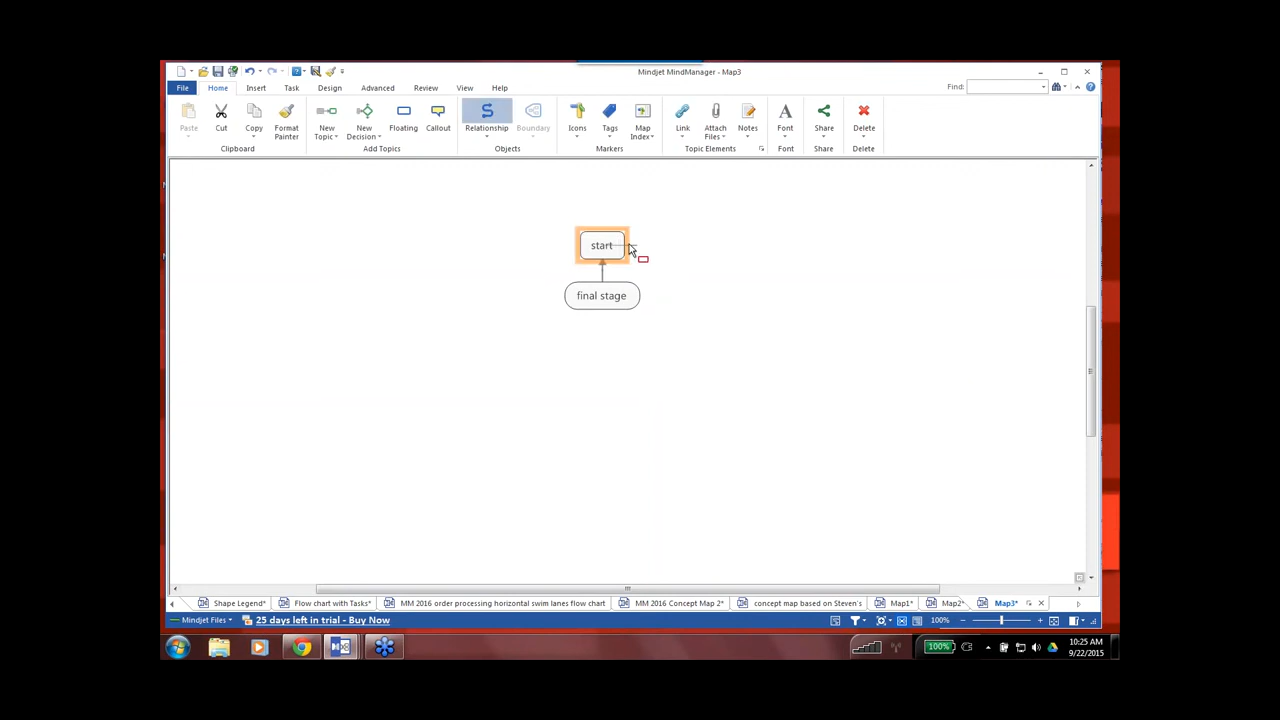 Mindjet MindManager - Map3
File Home Insert Task Design Advanced Review View Help Find:
Paste Cut Copy Format Painter New Topic New Decision Floating Callout Relationship Boundary Icons Tags Map Index Link Attach Files Notes Font Share Delete
Clipboard Add Topics Objects Markers Topic Elements Font Share Delete
start
final stage
Shape Legend* Flow chart with Tasks* MM 2016 order processing horizontal swim lanes flow chart MM 2016 Concept Map 2* concept map based on Steven's Map1* Map2* Map3*
Mindjet Files 25 days left in trial - Buy Now 100%
100% 10:25 AM
9/22/2015